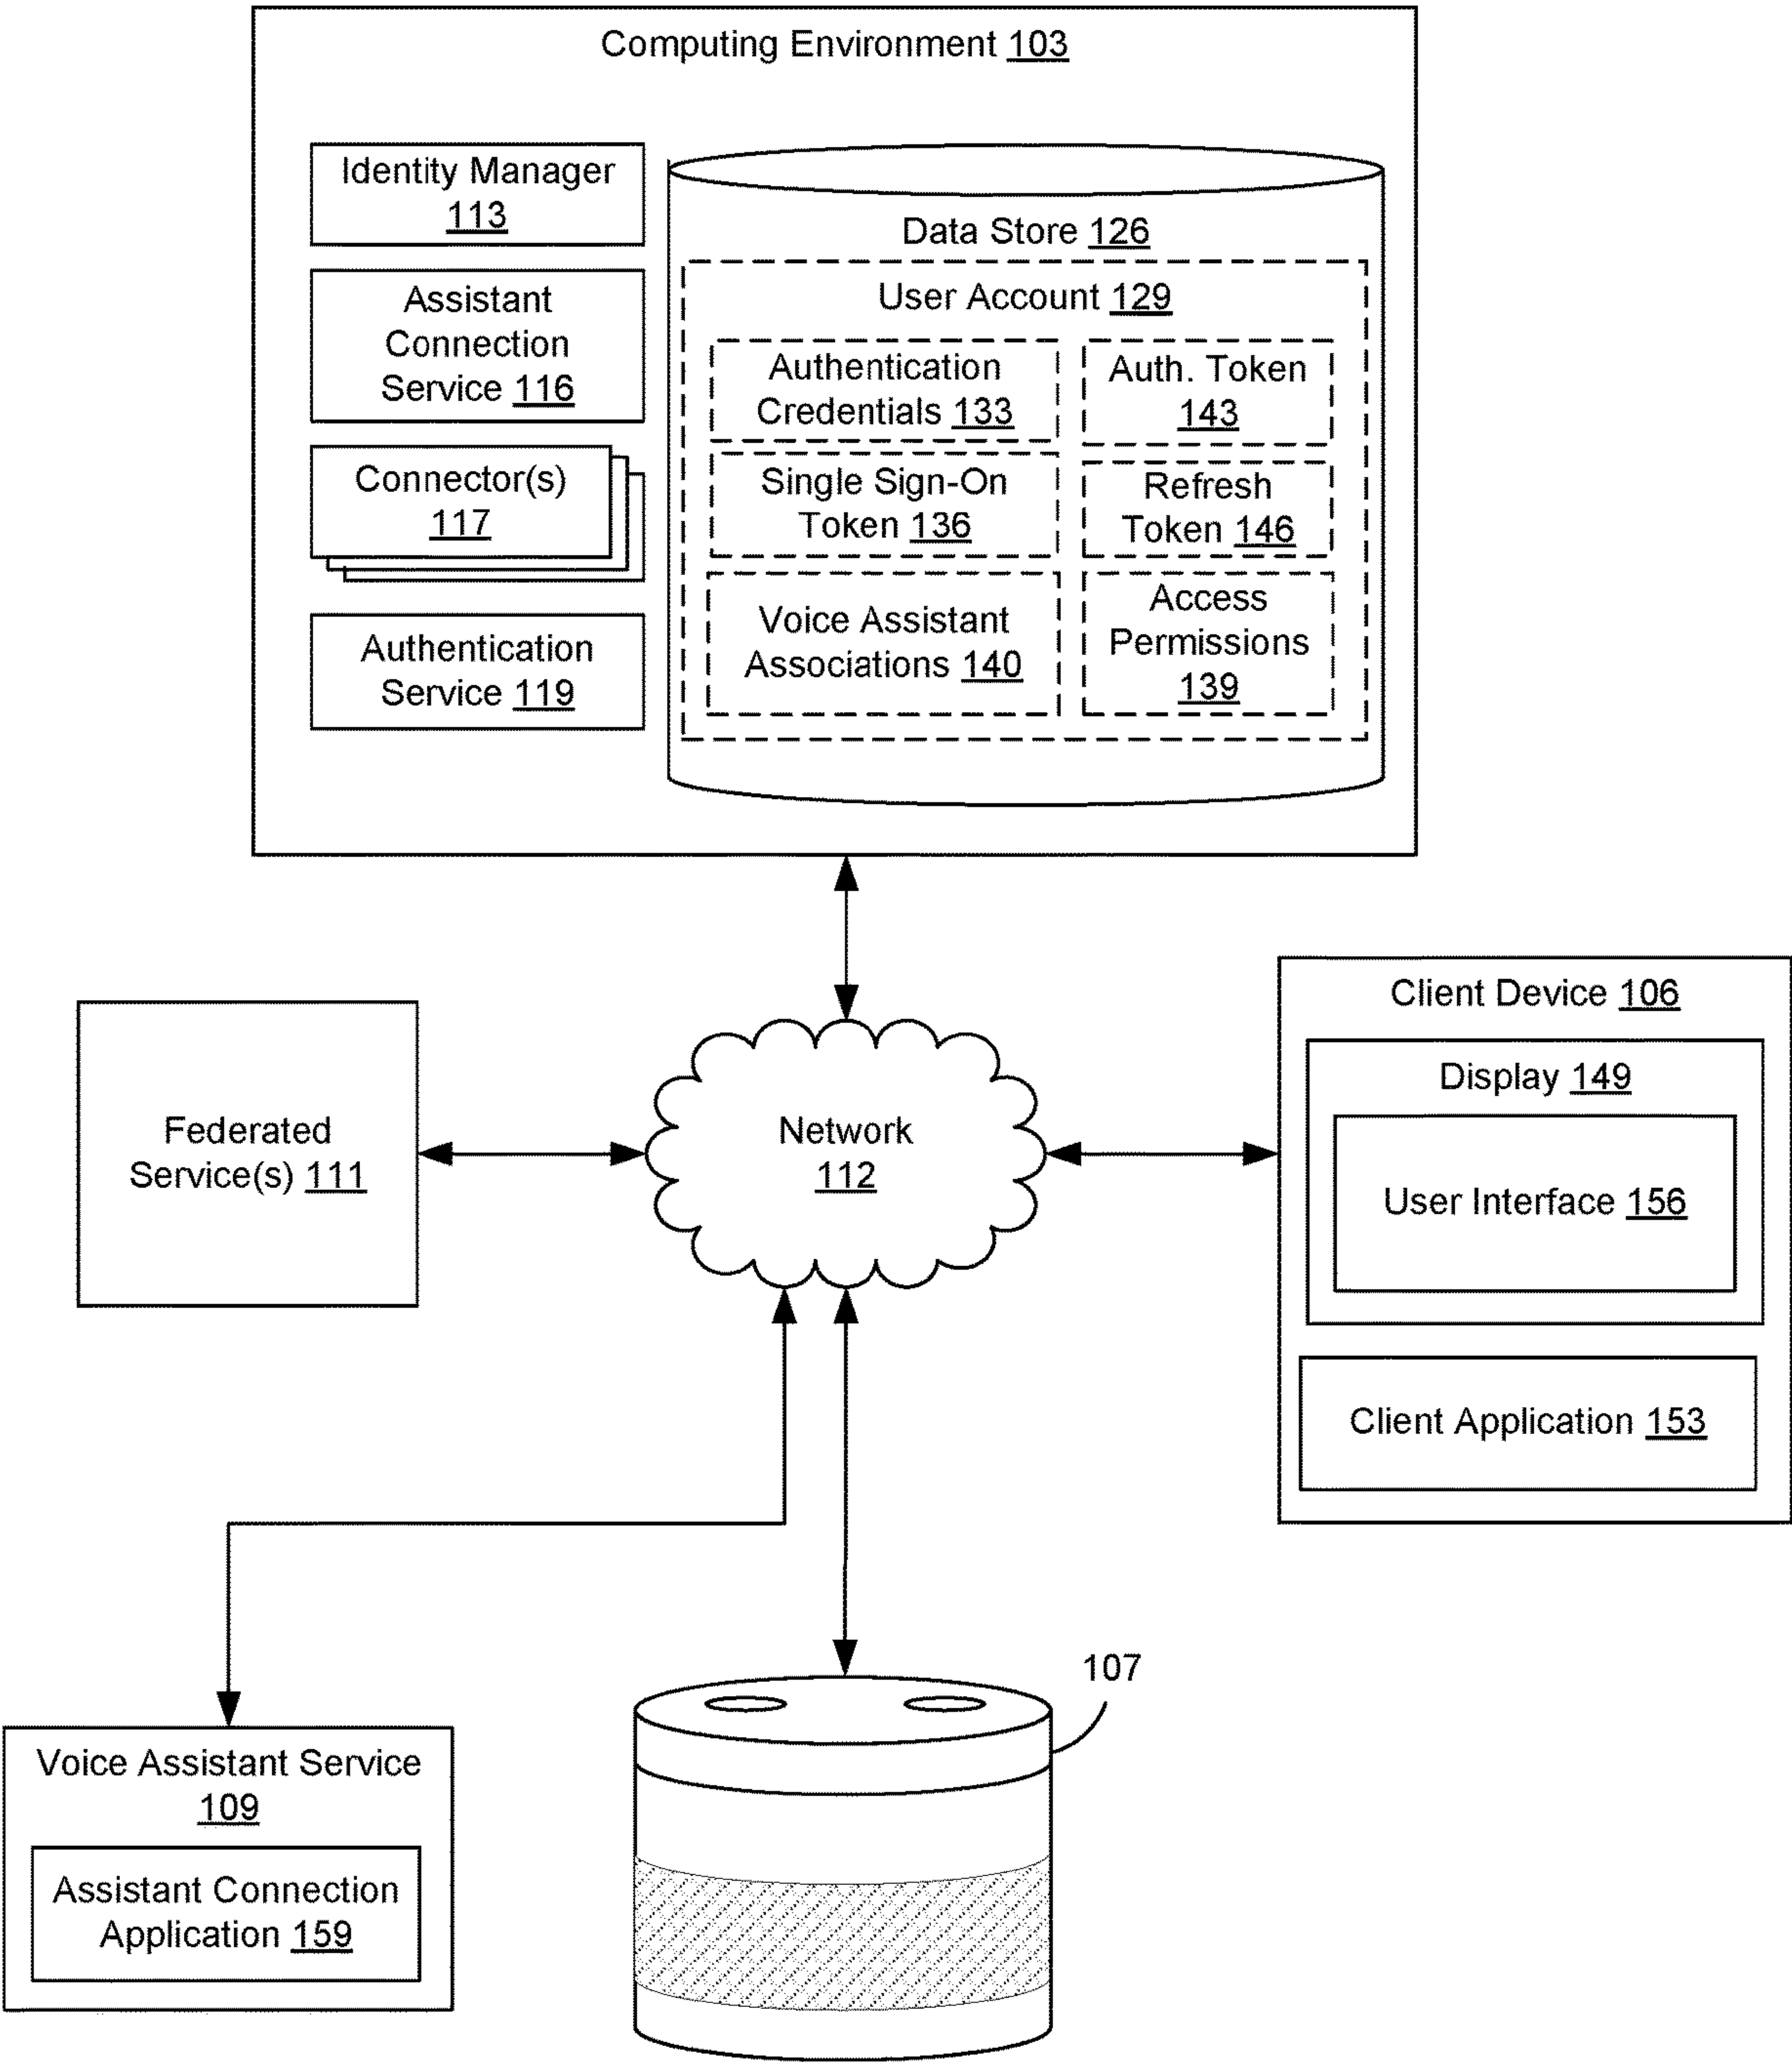 Computing Environment 103
Identity Manager
113
Assistant
Connection
Service 116
Connector(s)
117
Authentication
Service 119
Data Store 126
User Account 129
Authentication
Credentials 133
Auth. Token
143
Single Sign-On
Token 136
Refresh
Token 146
Voice Assistant
Associations 140
Access
Permissions
139
Federated
Service(s) 111
Network
112
Client Device 106
Display 149
User Interface 156
Client Application 153
107
Voice Assistant Service
109
Assistant Connection
Application 159